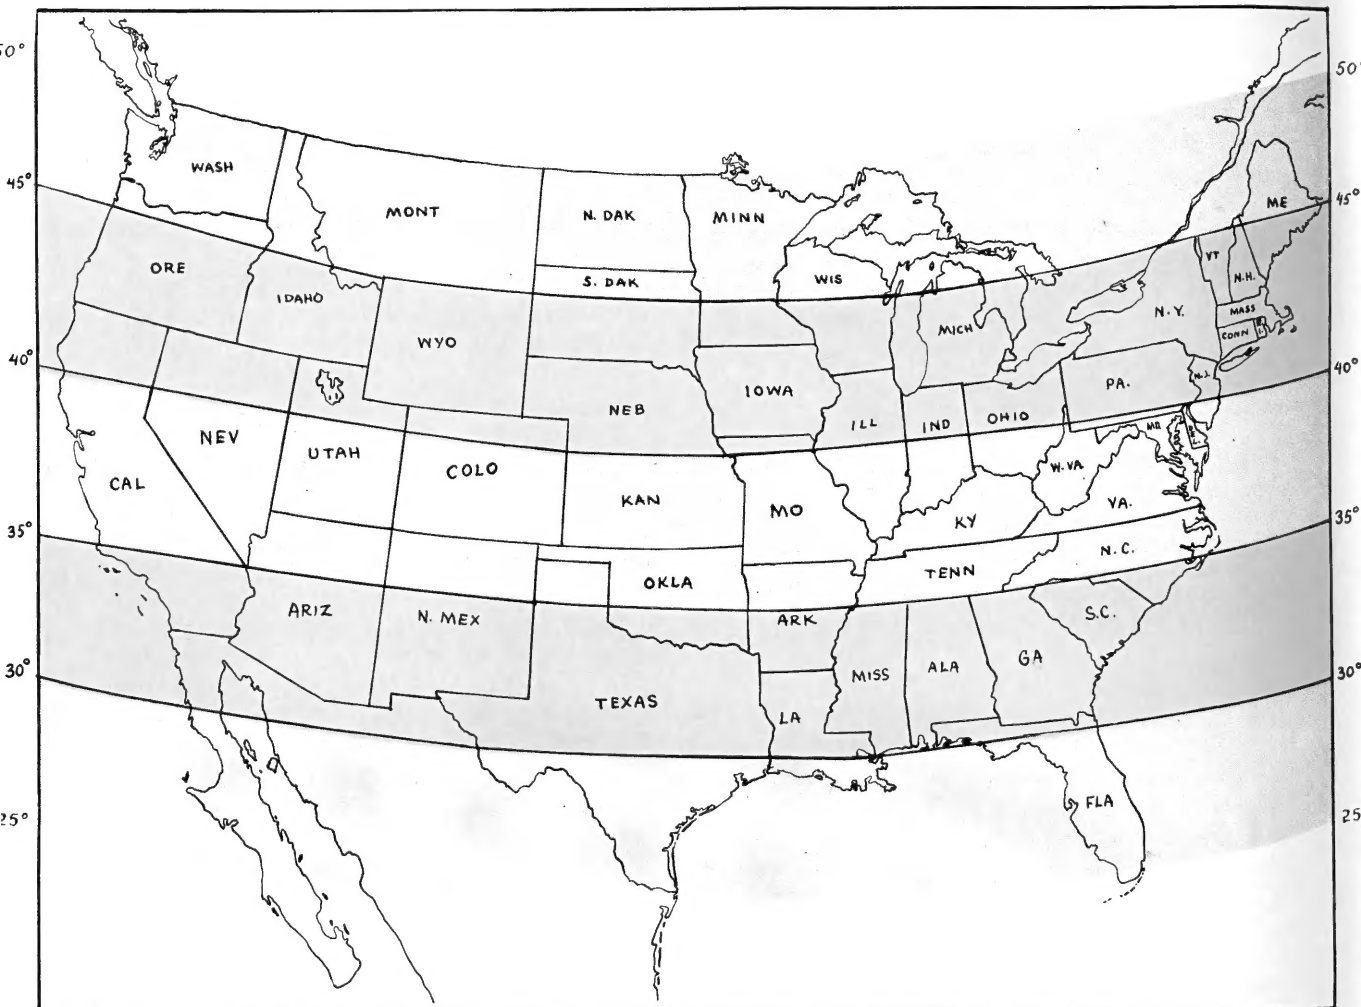 50°
50°
WASH
45°
MONT
N. DAK
MINN
ME
45°
ORE
IDAHO
S. DAK
WIS
VT
N.H.
WYO
MICH
N.Y.
MASS
CONN
40°
NEB
IOWA
PA.
N.J.
40°
NEV
UTAH
COLO
ILL
IND
OHIO
MD.
CAL
KAN
MO
W.VA.
VA.
35°
KY
35°
OKLA
TENN
N.C.
ARIZ
N. MEX
ARK
S.C.
30°
TEXAS
LA
MISS
ALA
GA
30°
25°
FLA
25